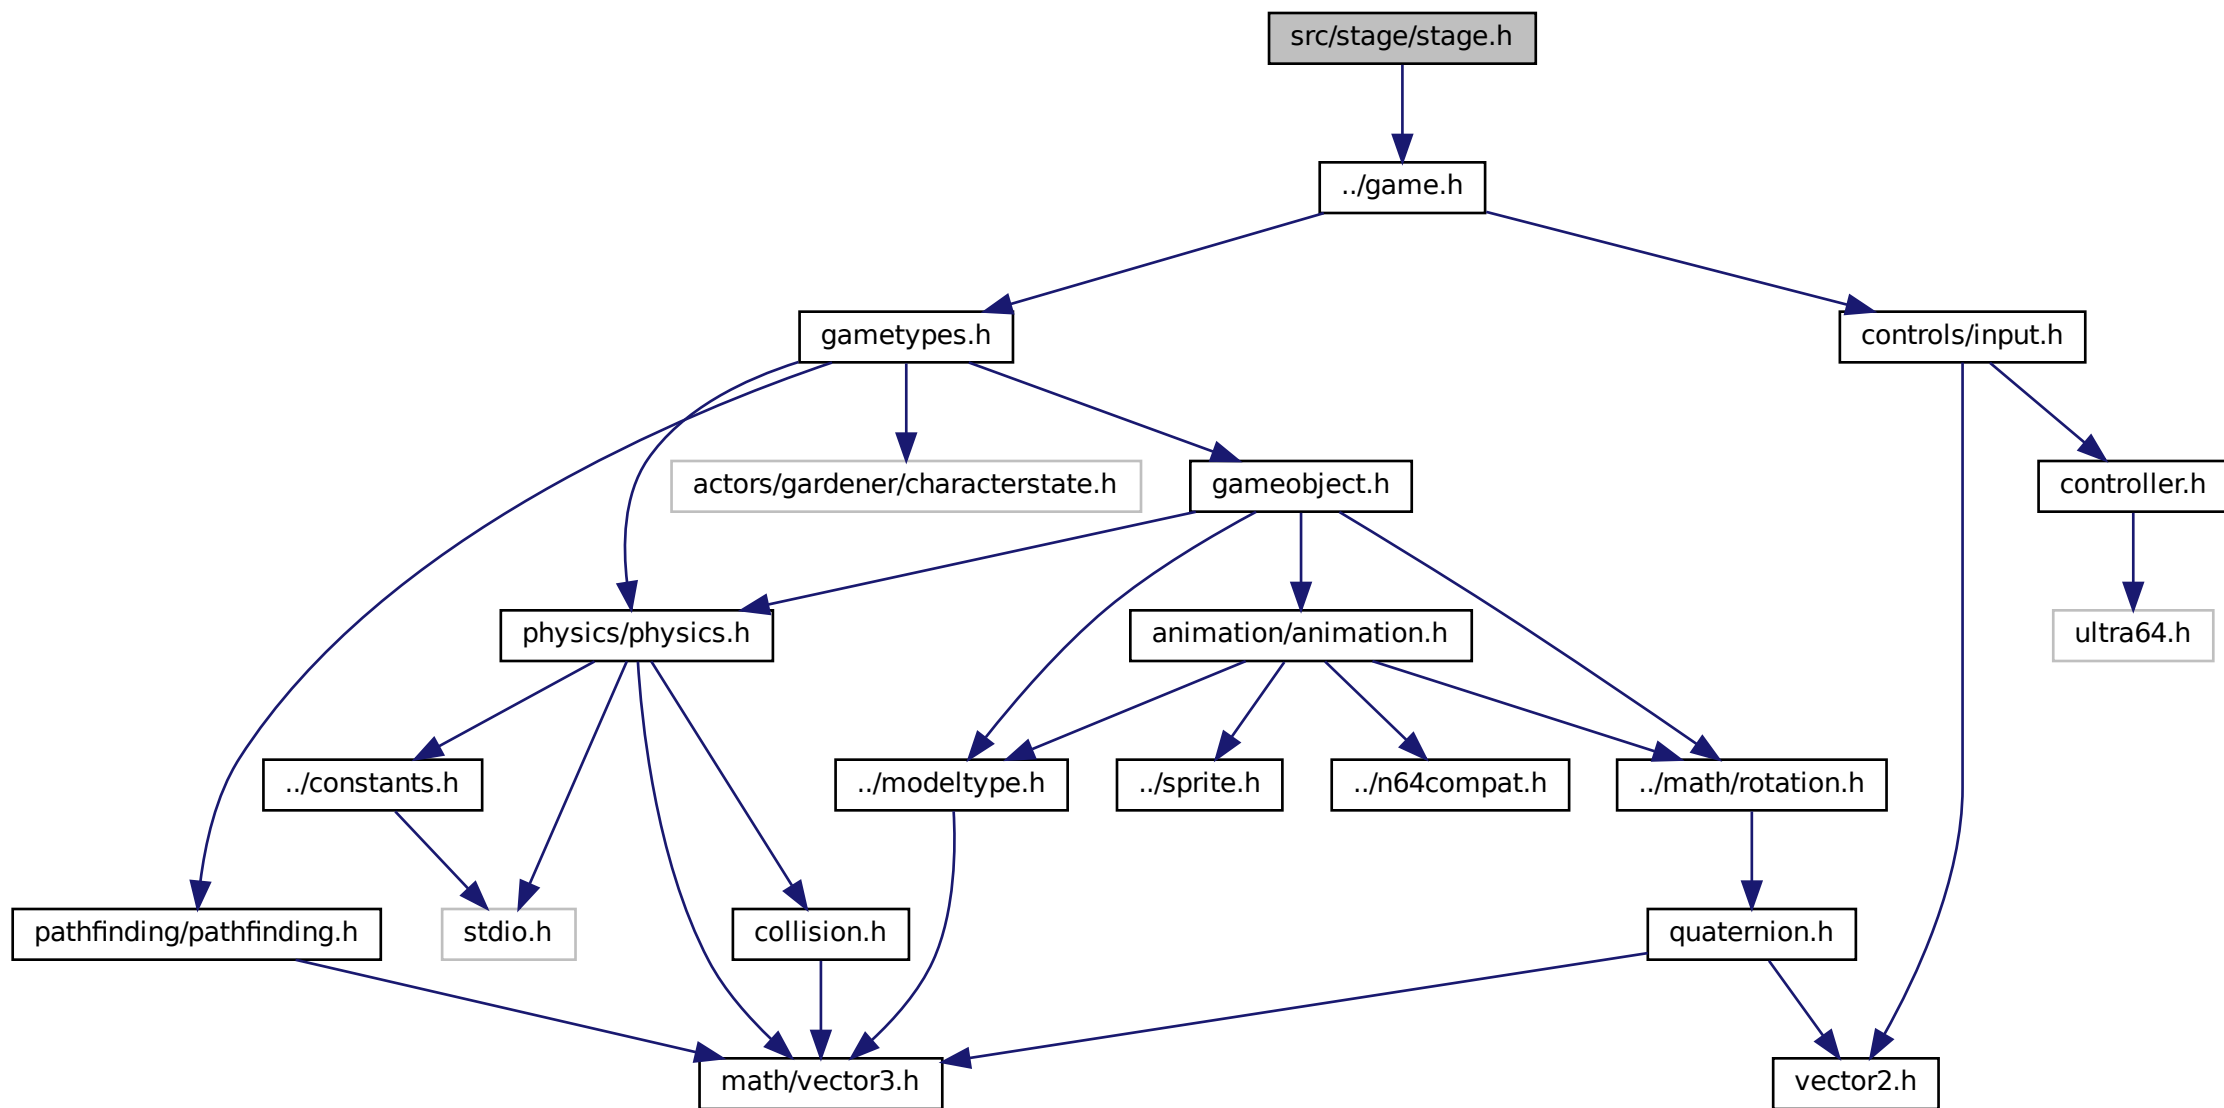 src/stage/stage.h
../game.h
gametypes.h
controls/input.h
actors/gardener/characterstate.h
gameobject.h
controller.h
physics/physics.h
animation/animation.h
ultra64.h
../constants.h
../modeltype.h
../sprite.h
../n64compat.h
../math/rotation.h
pathfinding/pathfinding.h
stdio.h
collision.h
quaternion.h
math/vector3.h
vector2.h